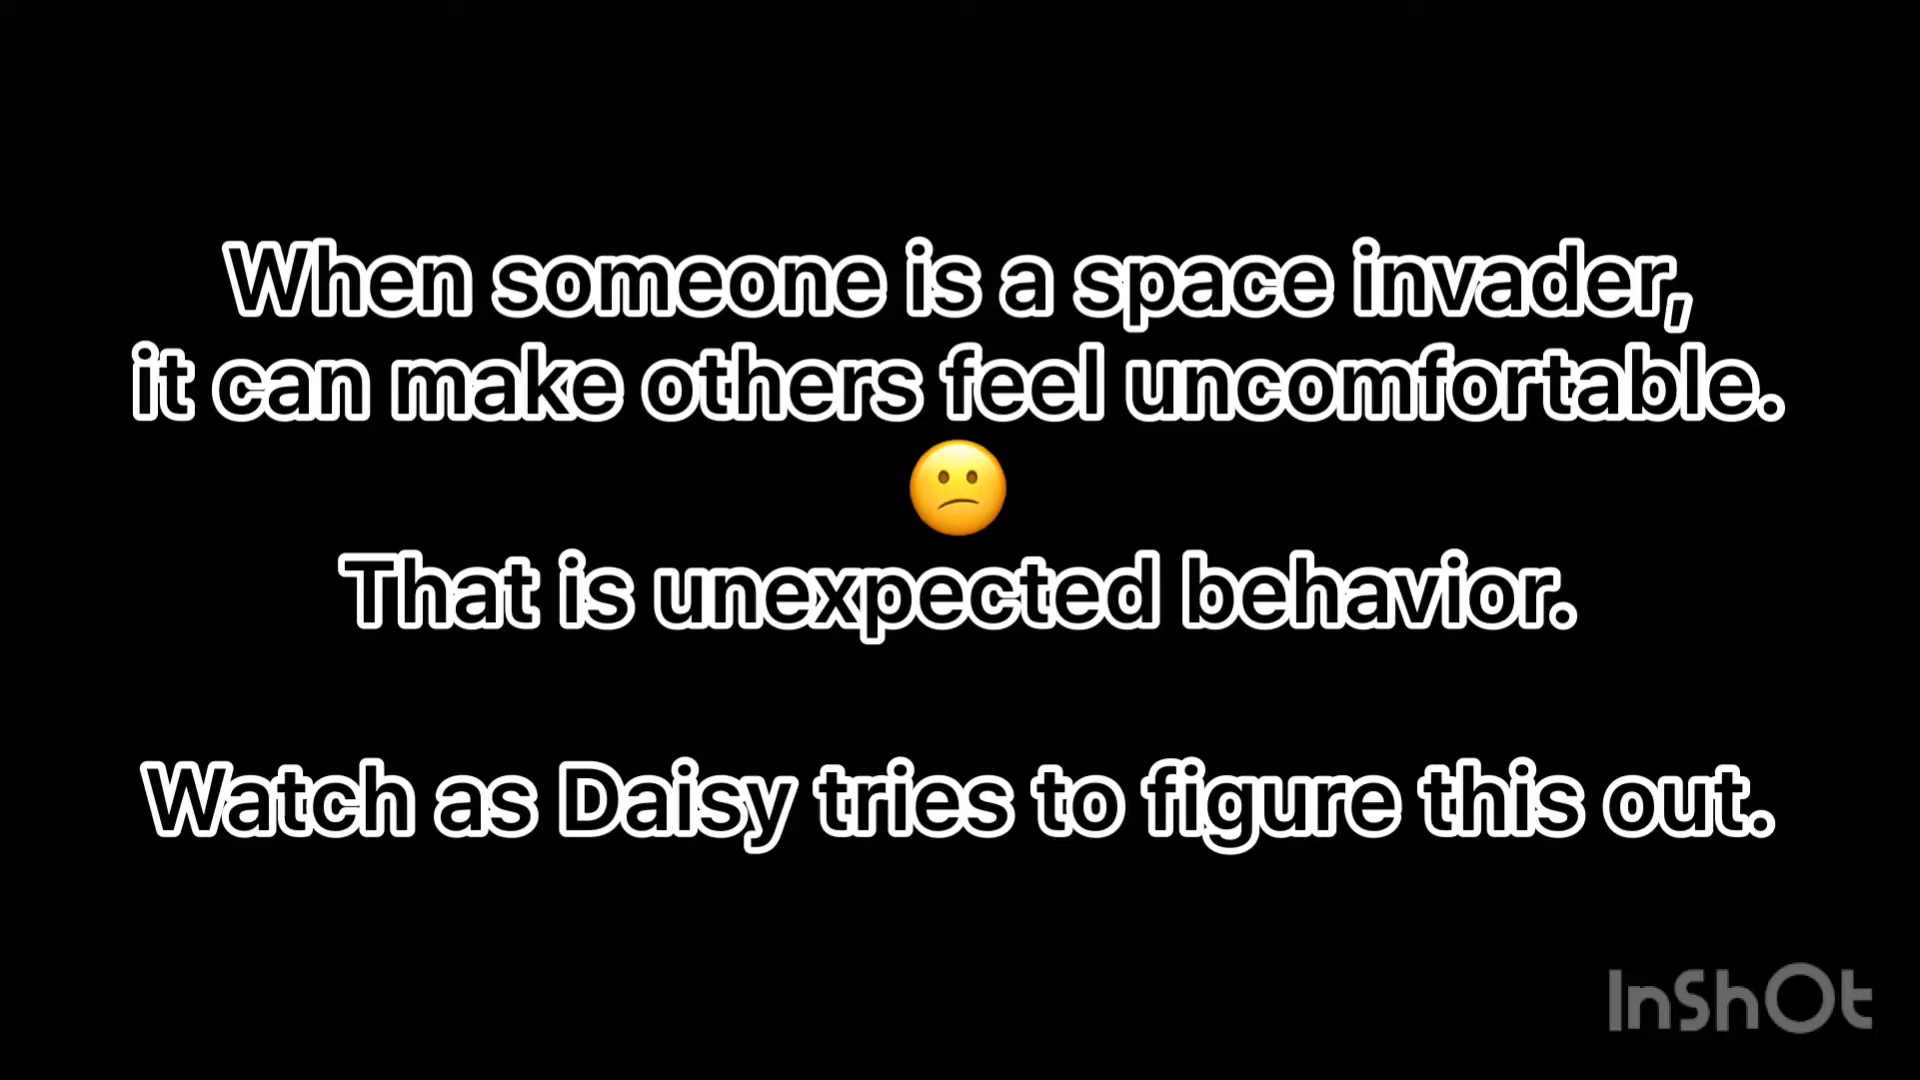 When someone is a space invader,
it can make others feel uncomfortable.
😕
That is unexpected behavior.
Watch as Daisy tries to figure this out.
InShOt